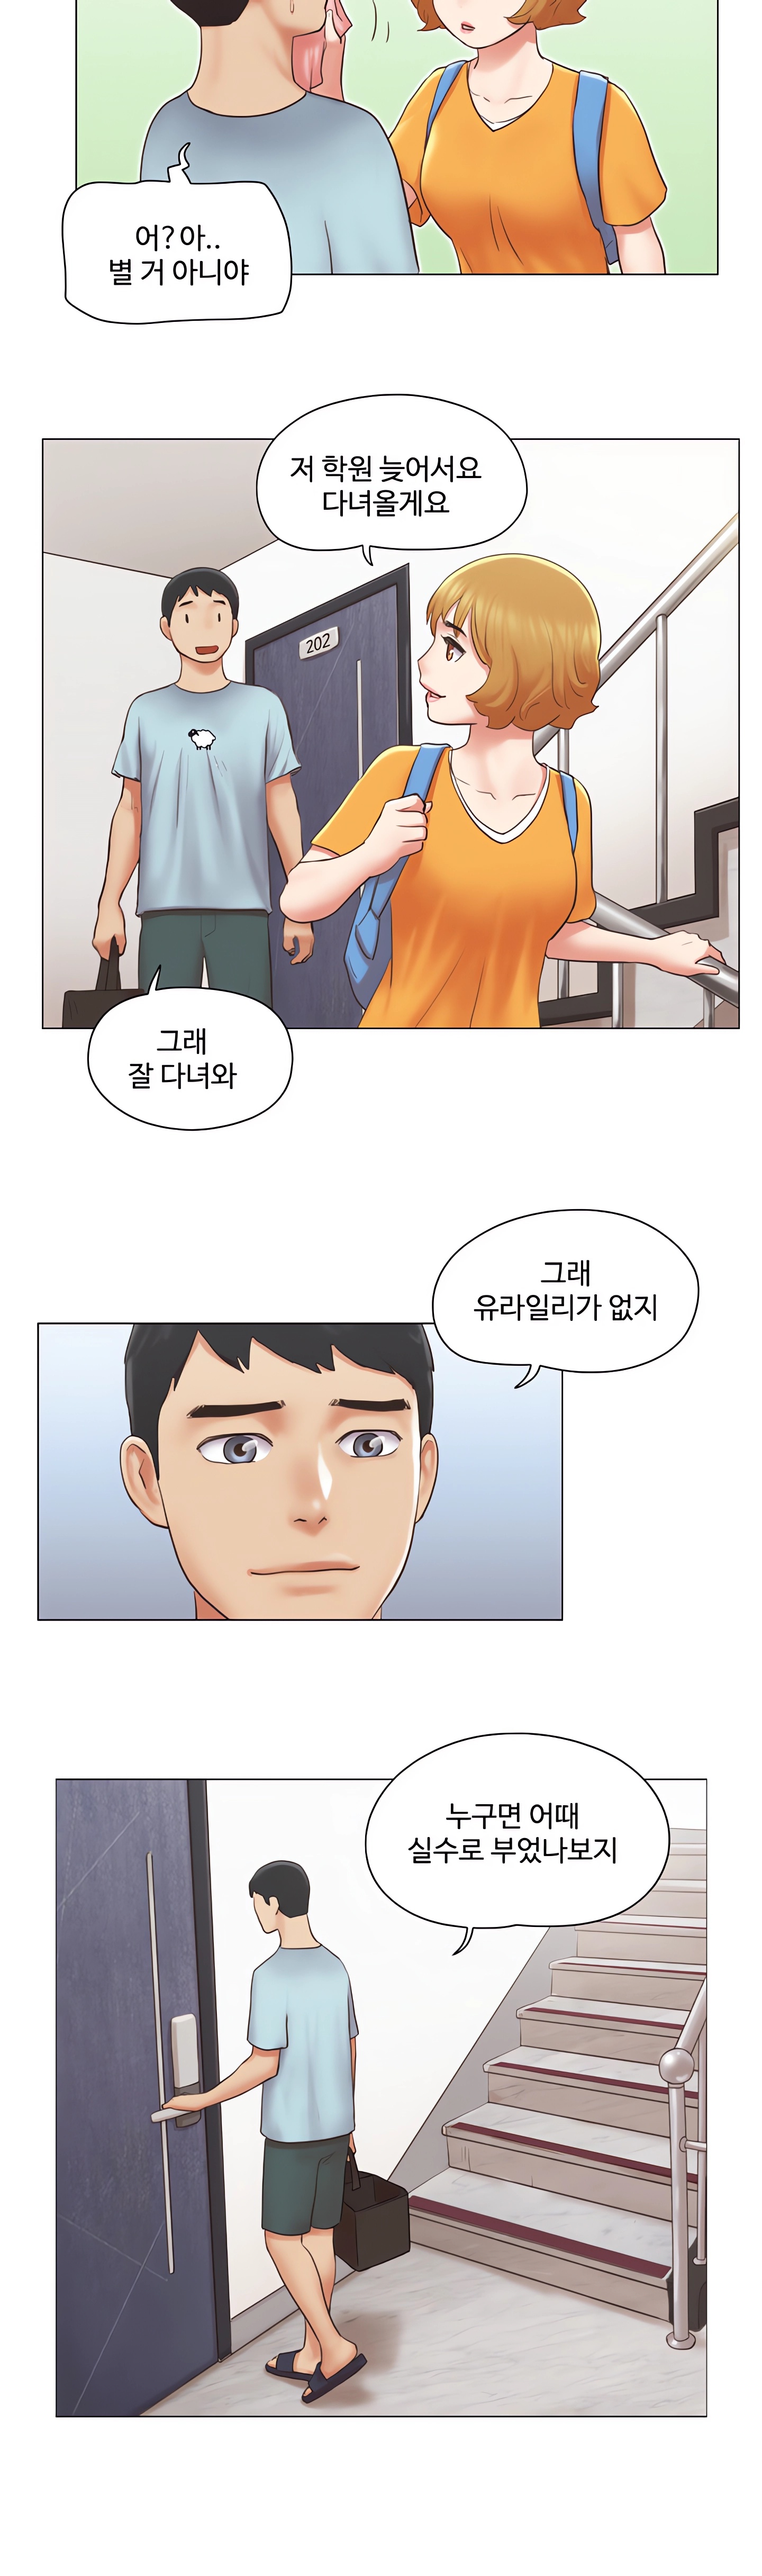 어? 아..
별 거 아니야
저 학원 늦어서요
다녀올게요
202
그래
잘 다녀와
그래
유라일리가 없지
누구면 어때
실수로 부었나보지